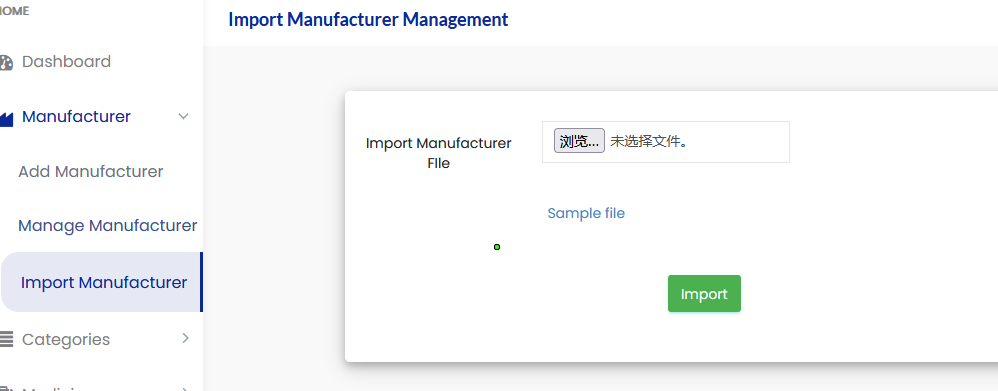 HOME
Import Manufacturer Management
Dashboard
Manufacturer
Add Manufacturer
Manage Manufacturer
Import Manufacturer
Categories
Import Manufacturer
FIle
浏览... 未选择文件。
Sample file
Import